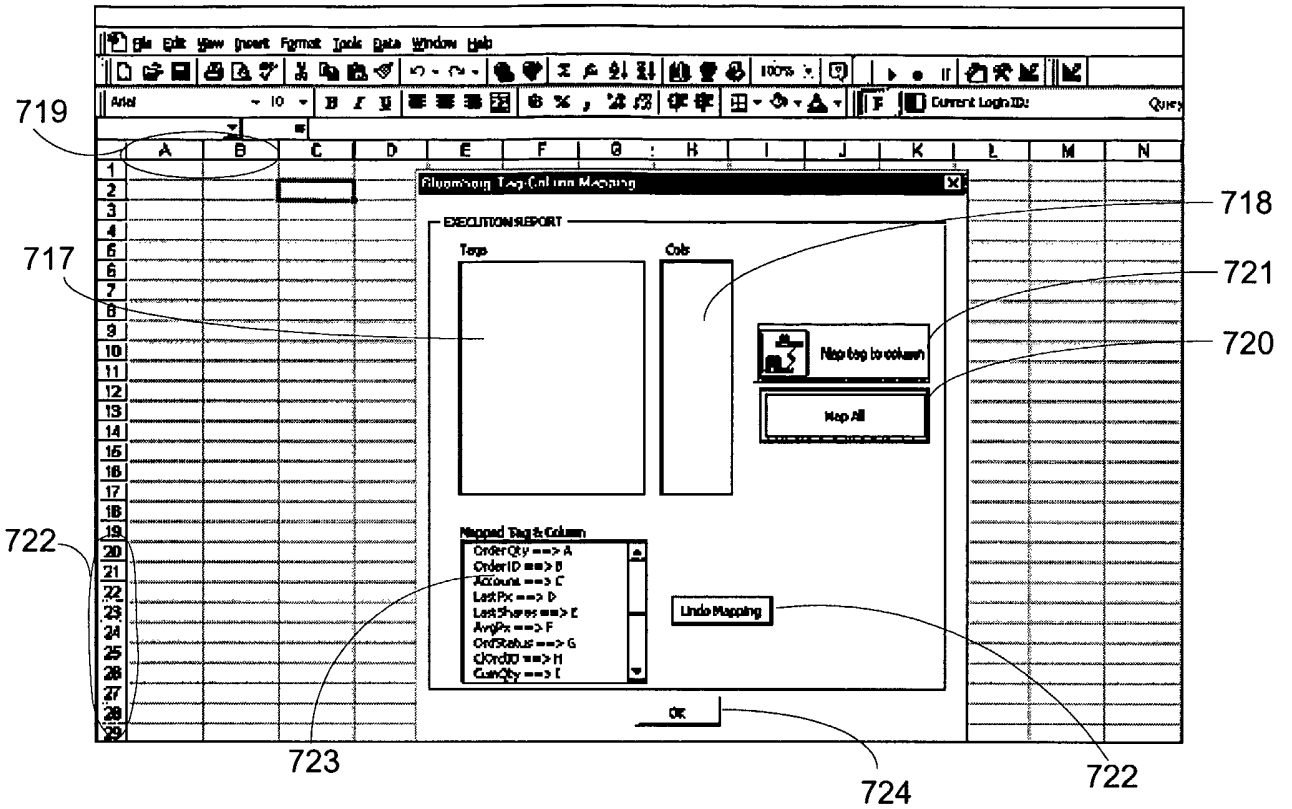 File Edit View Insert Format Tools Data Window Help
100%
Arial 10 B I U $ % , F Current Login ID: Query
=
719
A B C D E F G H I J K L M N
1
2
3
4
5
6
7
8
9
10
11
12
13
14
15
16
17
18
19
20
21
22
23
24
25
26
27
28
29
Bloomberg Tag-Column Mapping
EXECUTION REPORT
Tags Cols
718
717
721
Map tag to column
720
Map All
722
Mapped Tag & Column
OrderQty ==> A
OrderID ==> B
Account ==> C
LastPx ==> D
LastShares ==> E
AvgPx ==> F
OrdStatus ==> G
ClOrdID ==> H
CumQty ==> I
Undo Mapping
OK
723
724
722